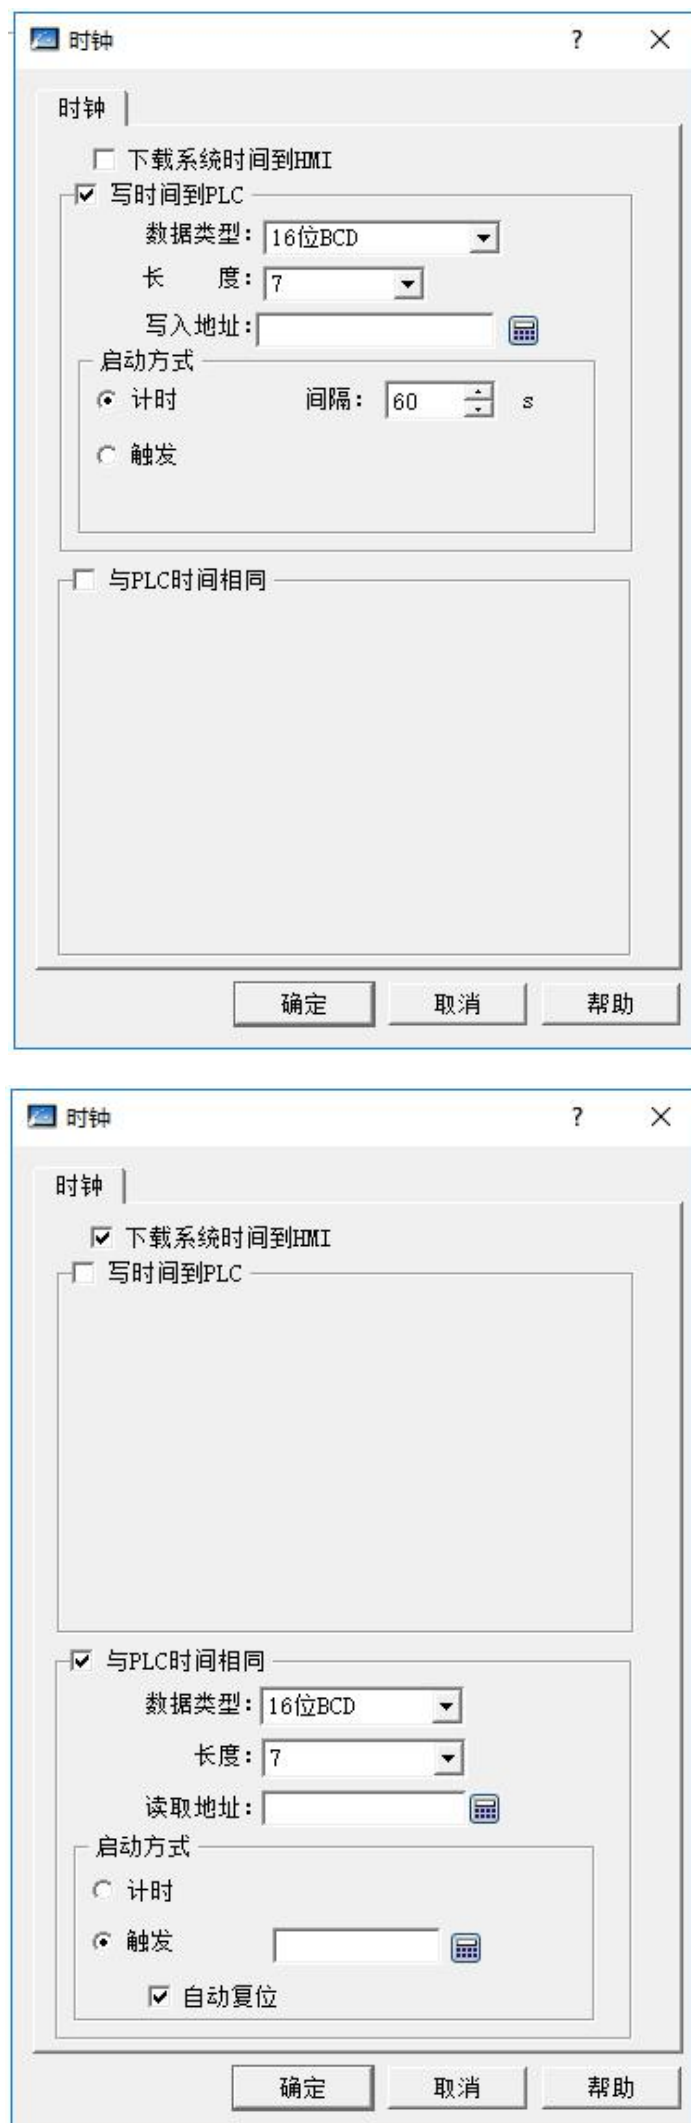 时钟 ? ×
时钟
下载系统时间到HMI
写时间到PLC
数据类型: 16位BCD
长 度: 7
写入地址:
启动方式
计时 间隔: 60 s
触发
与PLC时间相同
确定 取消 帮助
时钟 ? ×
时钟
下载系统时间到HMI
写时间到PLC
与PLC时间相同
数据类型: 16位BCD
长度: 7
读取地址:
启动方式
计时
触发
自动复位
确定 取消 帮助